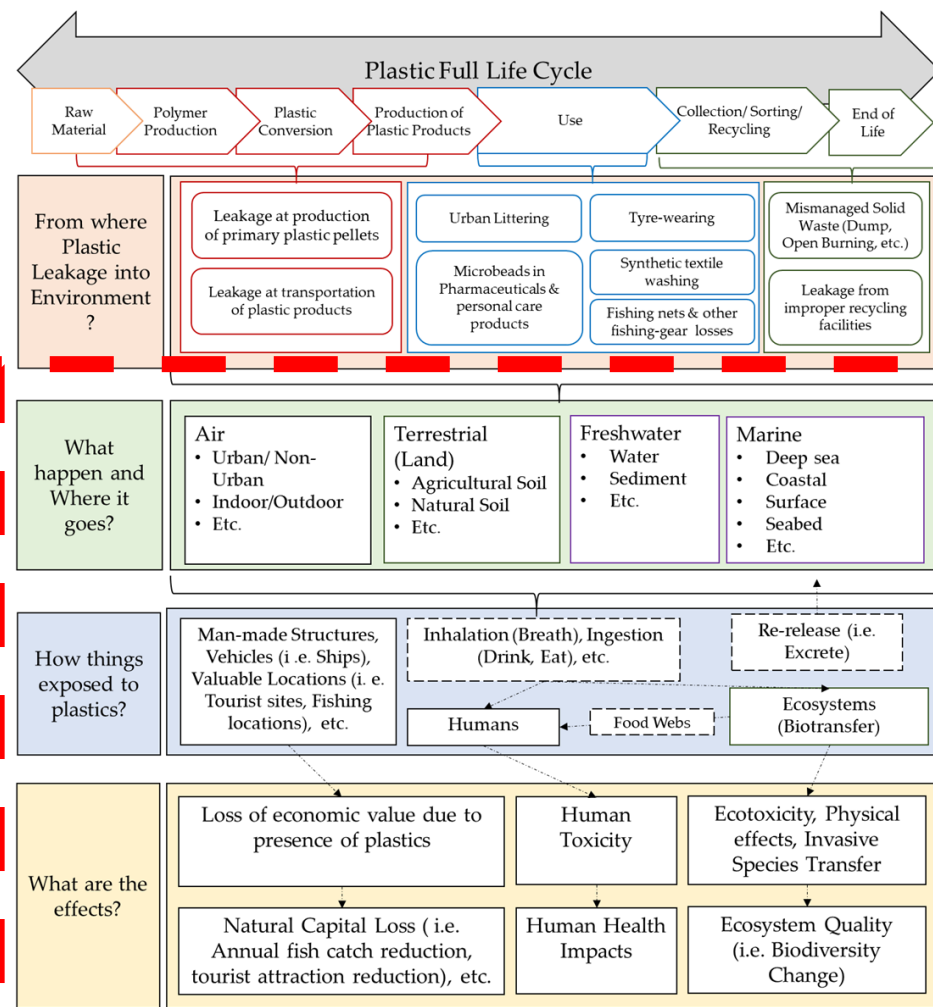 Plastic Full Life Cycle
Raw
Material
Polymer
Production
Plastic
Conversion
Production of
Plastic Products
Use
Collection/ Sorting/
Recycling
End of
Life
From where
Plastic
Leakage into
Environment
?
Leakage at production
of primary plastic pellets
Leakage at transportation
of plastic products
Urban Littering
Microbeads in
Pharmaceuticals &
personal care
products
Tyre-wearing
Synthetic textile
washing
Fishing nets & other
fishing-gear losses
Mismanaged Solid
Waste (Dump,
Open Burning, etc.)
Leakage from
improper recycling
facilities
What
happen and
Where it
goes?
Air
• Urban/ Non-
Urban
• Indoor/Outdoor
• Etc.
Terrestrial
(Land)
• Agricultural Soil
• Natural Soil
• Etc.
Freshwater
• Water
• Sediment
• Etc.
Marine
• Deep sea
• Coastal
• Surface
• Seabed
• Etc.
How things
exposed to
plastics?
Man-made Structures,
Vehicles (i .e Ships),
Valuable Locations (i. e.
Tourist sites, Fishing
locations), etc.
Inhalation (Breath), Ingestion
(Drink, Eat), etc.
Re-release (i.e.
Excrete)
Humans
Food Webs
Ecosystems
(Biotransfer)
What are the
effects?
Loss of economic value due to
presence of plastics
Human
Toxicity
Ecotoxicity, Physical
effects, Invasive
Species Transfer
Natural Capital Loss ( i.e.
Annual fish catch reduction,
tourist attraction reduction), etc.
Human Health
Impacts
Ecosystem Quality
(i.e. Biodiversity
Change)